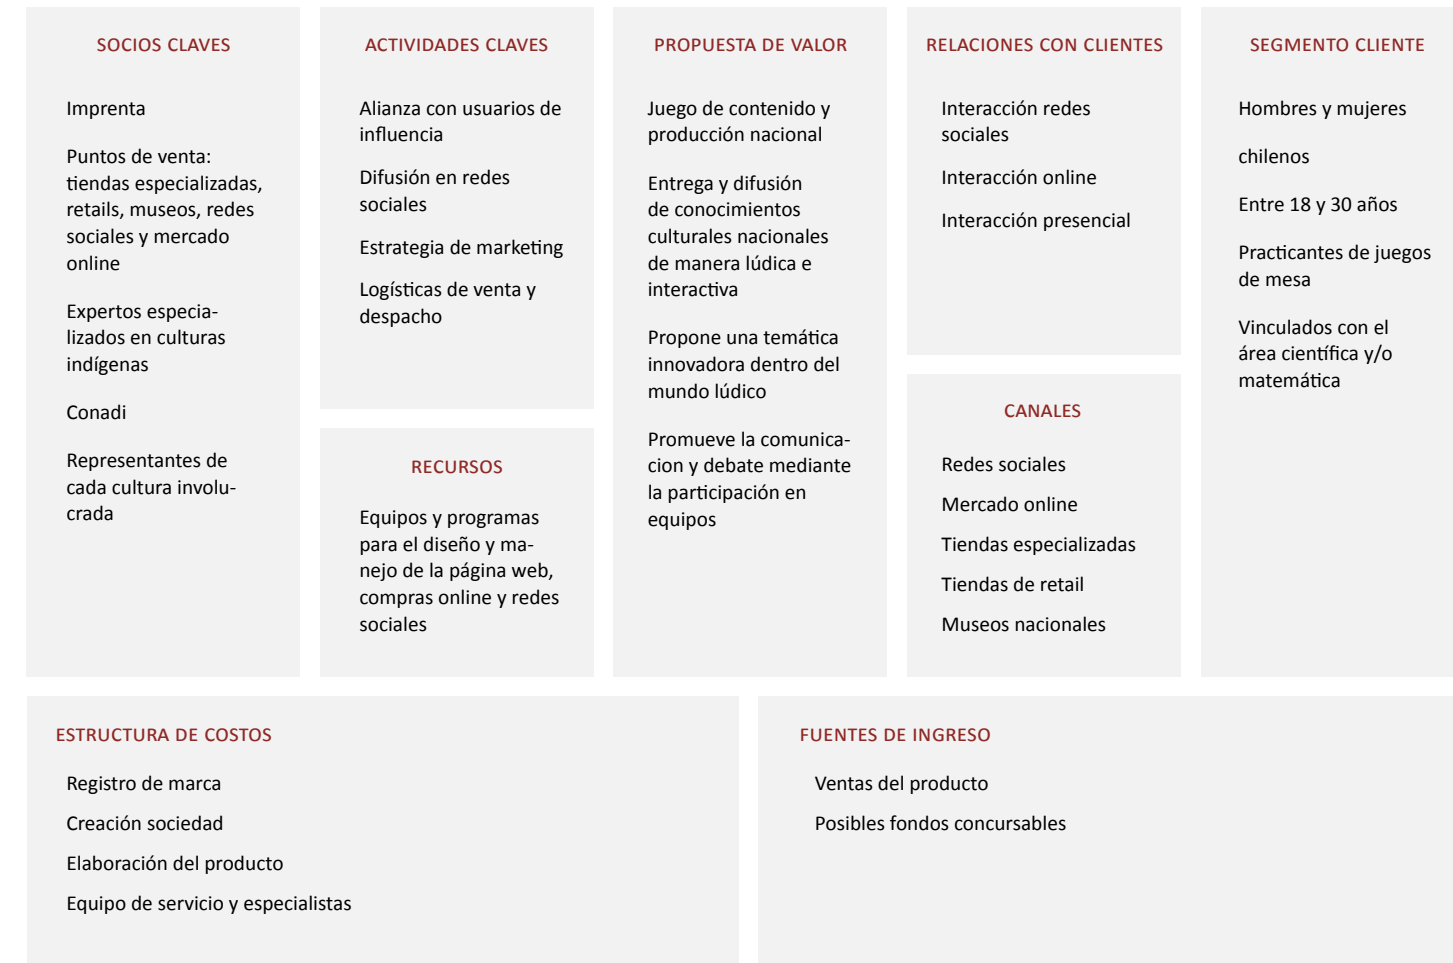 SOCIOS CLAVES
Imprenta
Puntos de venta:
tiendas especializadas,
retails, museos, redes
sociales y mercado
online
Expertos especia-
lizados en culturas
indígenas
Conadi
Representantes de
cada cultura involu-
crada
ACTIVIDADES CLAVES
Alianza con usuarios de
influencia
Difusión en redes
sociales
Estrategia de marketing
Logísticas de venta y
despacho
RECURSOS
Equipos y programas
para el diseño y ma-
nejo de la página web,
compras online y redes
sociales
PROPUESTA DE VALOR
Juego de contenido y
producción nacional
Entrega y difusión
de conocimientos
culturales nacionales
de manera lúdica e
interactiva
Propone una temática
innovadora dentro del
mundo lúdico
Promueve la comunica-
cion y debate mediante
la participación en
equipos
RELACIONES CON CLIENTES
Interacción redes
sociales
Interacción online
Interacción presencial
CANALES
Redes sociales
Mercado online
Tiendas especializadas
Tiendas de retail
Museos nacionales
SEGMENTO CLIENTE
Hombres y mujeres
chilenos
Entre 18 y 30 años
Practicantes de juegos
de mesa
Vinculados con el
área científica y/o
matemática
ESTRUCTURA DE COSTOS
Registro de marca
Creación sociedad
Elaboración del producto
Equipo de servicio y especialistas
FUENTES DE INGRESO
Ventas del producto
Posibles fondos concursables